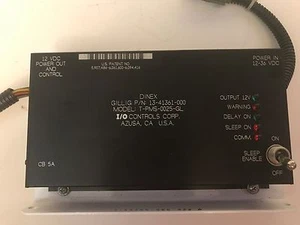 12 VDC
POWER OUT
AND
CONTROL
U.S. PATENT NO.
POWER IN
12-36 VDC
DINEX
GILLIG P/N: 13-41361-000
MODEL: T-PMS-0025-GL
I/O CONTROLS CORP.
AZUSA, CA U.S.A.
OUTPUT 12V
WARNING
DELAY ON
SLEEP ON
COMM.
ON
SLEEP
ENABLE
OFF
CB 5A